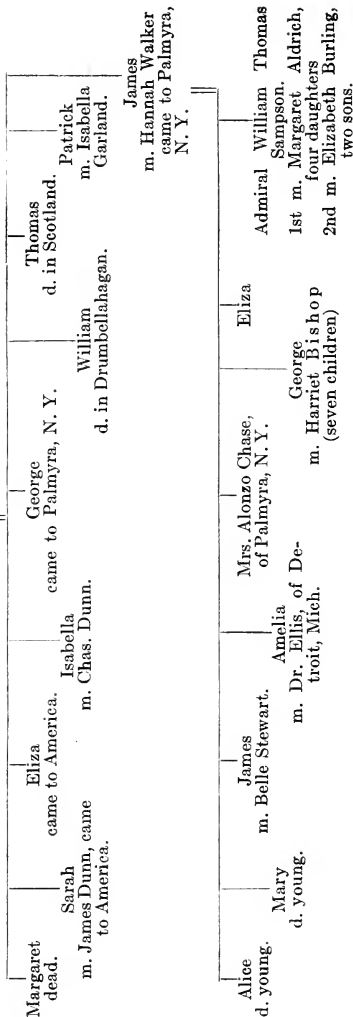 Margaret
dead.
Sarah
m. James Dunn, came
to America.
Eliza
came to America.
Isabella
m. Chas. Dunn.
George
came to Palmyra, N. Y.
William
d. in Drumbellahagan.
Thomas
d. in Scotland.
Patrick
m. Isabella
Garland.
James
m. Hannah Walker
came to Palmyra,
N. Y.
Alice
d. young.
Mary
d. young.
James
m. Belle Stewart.
Amelia
m. Dr. Ellis, of De-
troit, Mich.
Mrs. Alonzo Chase,
of Palmyra, N. Y.
George
m. Harriet Bishop
(seven children)
Eliza
Admiral William Thomas
Sampson.
1st m. Margaret Aldrich,
four daughters
2nd m. Elizabeth Burling,
two sons.